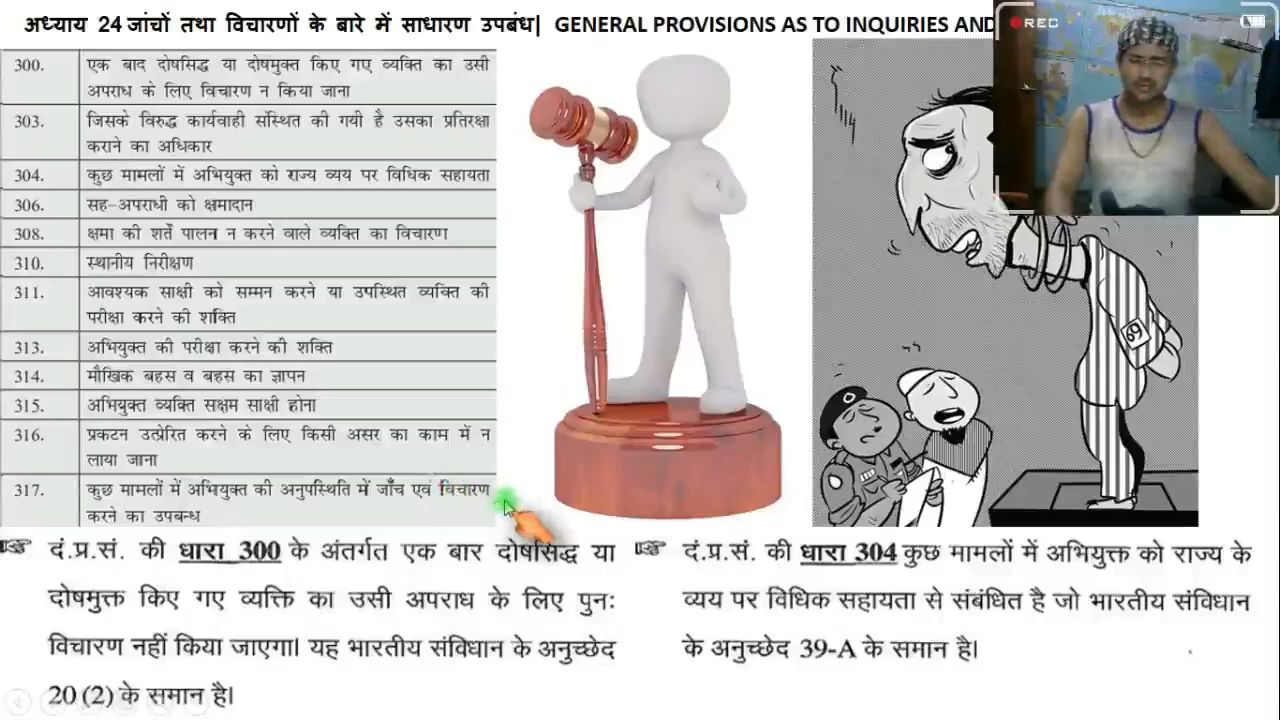 अध्याय 24 जांचों तथा विचारणों के बारे में साधारण उपबंध| GENERAL PROVISIONS AS TO INQUIRIES AND
REC
300. एक बाद दोषसिद्ध या दोषमुक्त किए गए व्यक्ति का उसी
अपराध के लिए विचारण न किया जाना
303. जिसके विरुद्ध कार्यवाही संस्थित की गयी है उसका प्रतिरक्षा
कराने का अधिकार
304. कुछ मामलों में अभियुक्त को राज्य व्यय पर विधिक सहायता
306. सह-अपराधी को क्षमादान
308. क्षमा की शर्तें पालन न करने वाले व्यक्ति का विचारण
310. स्थानीय निरीक्षण
311. आवश्यक साक्षी को सम्मन करने या उपस्थित व्यक्ति की
परीक्षा करने की शक्ति
313. अभियुक्त की परीक्षा करने की शक्ति
314. मौखिक बहस व बहस का ज्ञापन
315. अभियुक्त व्यक्ति सक्षम साक्षी होना
316. प्रकटन उत्प्रेरित करने के लिए किसी असर का काम में न
लाया जाना
317. कुछ मामलों में अभियुक्त की अनुपस्थिति में जाँच एवं विचारण
करने का उपबन्ध
69
दं.प्र.सं. की धारा 300 के अंतर्गत एक बार दोषसिद्ध या
दोषमुक्त किए गए व्यक्ति का उसी अपराध के लिए पुनः
विचारण नहीं किया जाएगा। यह भारतीय संविधान के अनुच्छेद
20 (2) के समान है।
दं.प्र.सं. की धारा 304 कुछ मामलों में अभियुक्त को राज्य के
व्यय पर विधिक सहायता से संबंधित है जो भारतीय संविधान
के अनुच्छेद 39-A के समान है।